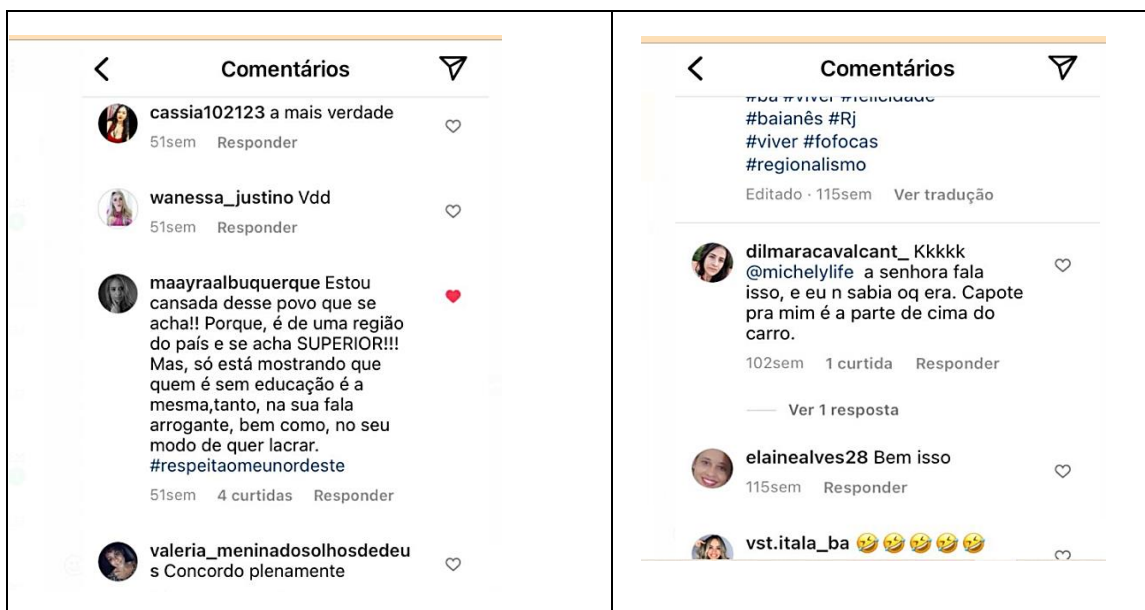 Comentários
cassia102123 a mais verdade
51sem Responder
wanessa_justino Vdd
51sem Responder
maayraalbuquerque Estou
cansada desse povo que se
acha!! Porque, é de uma região
do país e se acha SUPERIOR!!!
Mas, só está mostrando que
quem é sem educação é a
mesma,tanto, na sua fala
arrogante, bem como, no seu
modo de quer lacrar.
#respeitaomeunordeste
51sem 4 curtidas Responder
valeria_meninadosolhosdedeu
s Concordo plenamente
Comentários
#ba #viver #felicidade
#baianês #Rj
#viver #fofocas
#regionalismo
Editado · 115sem Ver tradução
dilmaracavalcant_ Kkkkk
@michelylife a senhora fala
isso, e eu n sabia oq era. Capote
pra mim é a parte de cima do
carro.
102sem 1 curtida Responder
Ver 1 resposta
elainealves28 Bem isso
115sem Responder
vst.itala_ba 🤣🤣🤣🤣🤣